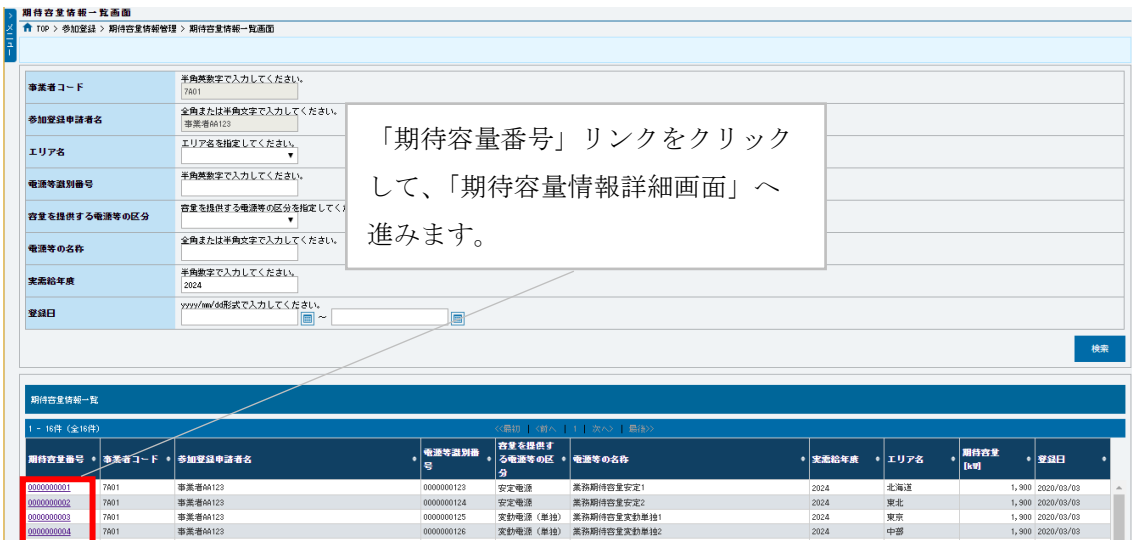 期待容量情報一覧画面
TOP > 参加登録 > 期待容量情報管理 > 期待容量情報一覧画面
> メニュー
事業者コード
半角英数字で入力してください。
7A01
参加登録申請者名
全角または半角文字で入力してください。
事業者AA123
エリア名
エリア名を指定してください。
電源等識別番号
半角英数字で入力してください。
容量を提供する電源等の区分
容量を提供する電源等の区分を指定してくだ
電源等の名称
全角または半角文字で入力してください。
実需給年度
半角数字で入力してください。
2024
登録日
yyyy/mm/dd形式で入力してください。
~
「期待容量番号」リンクをクリック
して、「期待容量情報詳細画面」へ
進みます。
検索
期待容量情報一覧
1 - 16件 (全16件)
<<最初 | <前へ | 1 | 次へ> | 最後>>
期待容量番号 事業者コード 参加登録申請者名 電源等識別番号 容量を提供する電源等の区分 電源等の名称 実需給年度 エリア名 期待容量[kW] 登録日
0000000001 7A01 事業者AA123 0000000123 安定電源 業務期待容量安定1 2024 北海道 1,900 2020/03/03
0000000002 7A01 事業者AA123 0000000124 安定電源 業務期待容量安定2 2024 東北 1,900 2020/03/03
0000000003 7A01 事業者AA123 0000000125 変動電源（単独） 業務期待容量変動単独1 2024 東京 1,900 2020/03/03
0000000004 7A01 事業者AA123 0000000126 変動電源（単独） 業務期待容量変動単独2 2024 中部 1,900 2020/03/03